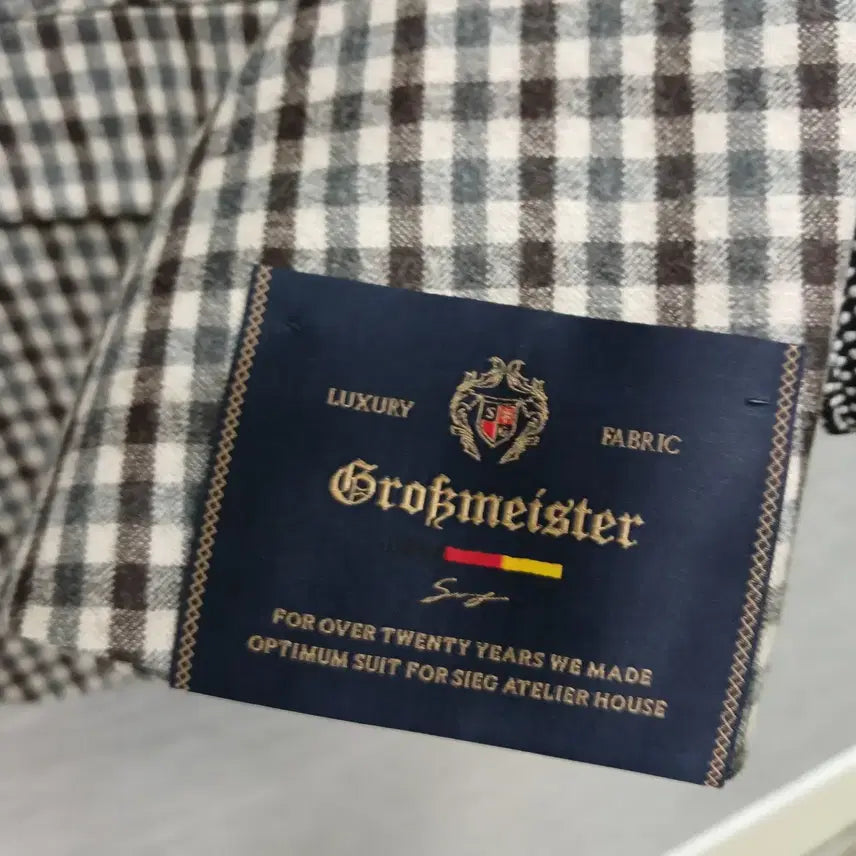 LUXURY
FABRIC
Großmeister
FOR OVER TWENTY YEARS WE MADE
OPTIMUM SUIT FOR SIEG ATELIER HOUSE